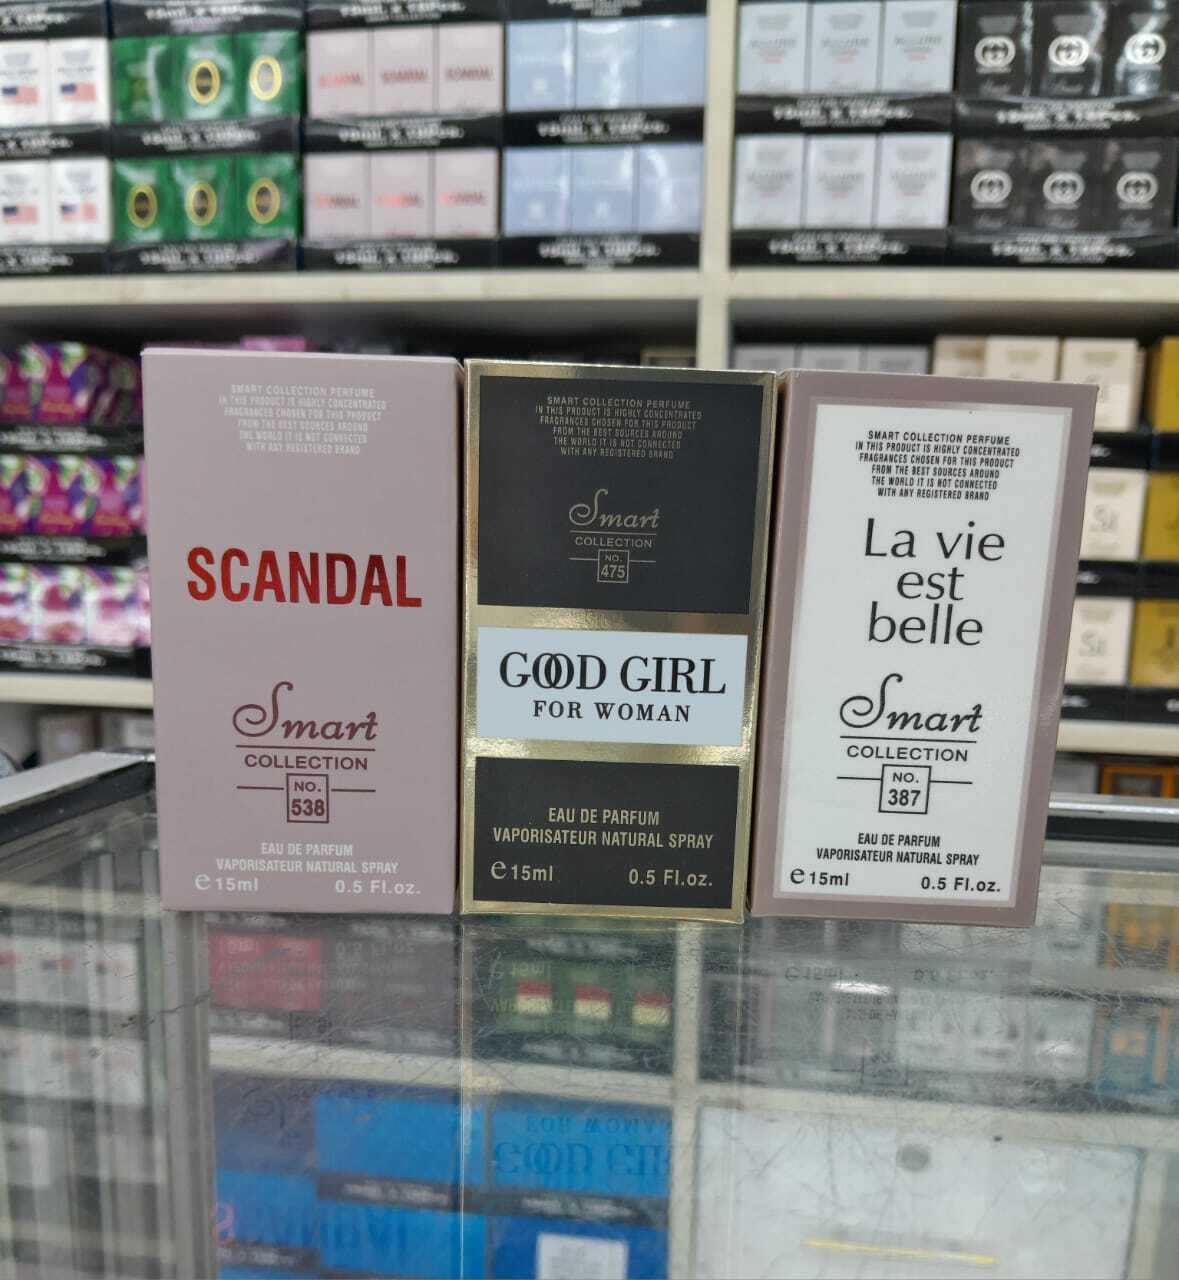 SCANDAL
SCANDAL
SCANDAL
SMART COLLECTION PERFUME
IN THIS PRODUCT IS HIGHLY CONCENTRATED
FRAGRANCES CHOSEN FOR THIS PRODUCT
FROM THE BEST SOURCES AROUND
THE WORLD IT IS NOT CONNECTED
WITH ANY REGISTERED BRAND
SCANDAL
Smart
COLLECTION
NO.
538
EAU DE PARFUM
VAPORISATEUR NATURAL SPRAY
e 15ml 0.5 Fl.oz.
SMART COLLECTION PERFUME
IN THIS PRODUCT IS HIGHLY CONCENTRATED
FRAGRANCES CHOSEN FOR THIS PRODUCT
FROM THE BEST SOURCES AROUND
THE WORLD IT IS NOT CONNECTED
WITH ANY REGISTERED BRAND
Smart
COLLECTION
NO.
475
GOOD GIRL
FOR WOMAN
EAU DE PARFUM
VAPORISATEUR NATURAL SPRAY
e 15ml 0.5 Fl.oz.
SMART COLLECTION PERFUME
IN THIS PRODUCT IS HIGHLY CONCENTRATED
FRAGRANCES CHOSEN FOR THIS PRODUCT
FROM THE BEST SOURCES AROUND
THE WORLD IT IS NOT CONNECTED
WITH ANY REGISTERED BRAND
La vie
est
belle
Smart
COLLECTION
NO.
387
EAU DE PARFUM
VAPORISATEUR NATURAL SPRAY
e 15ml 0.5 Fl.oz.